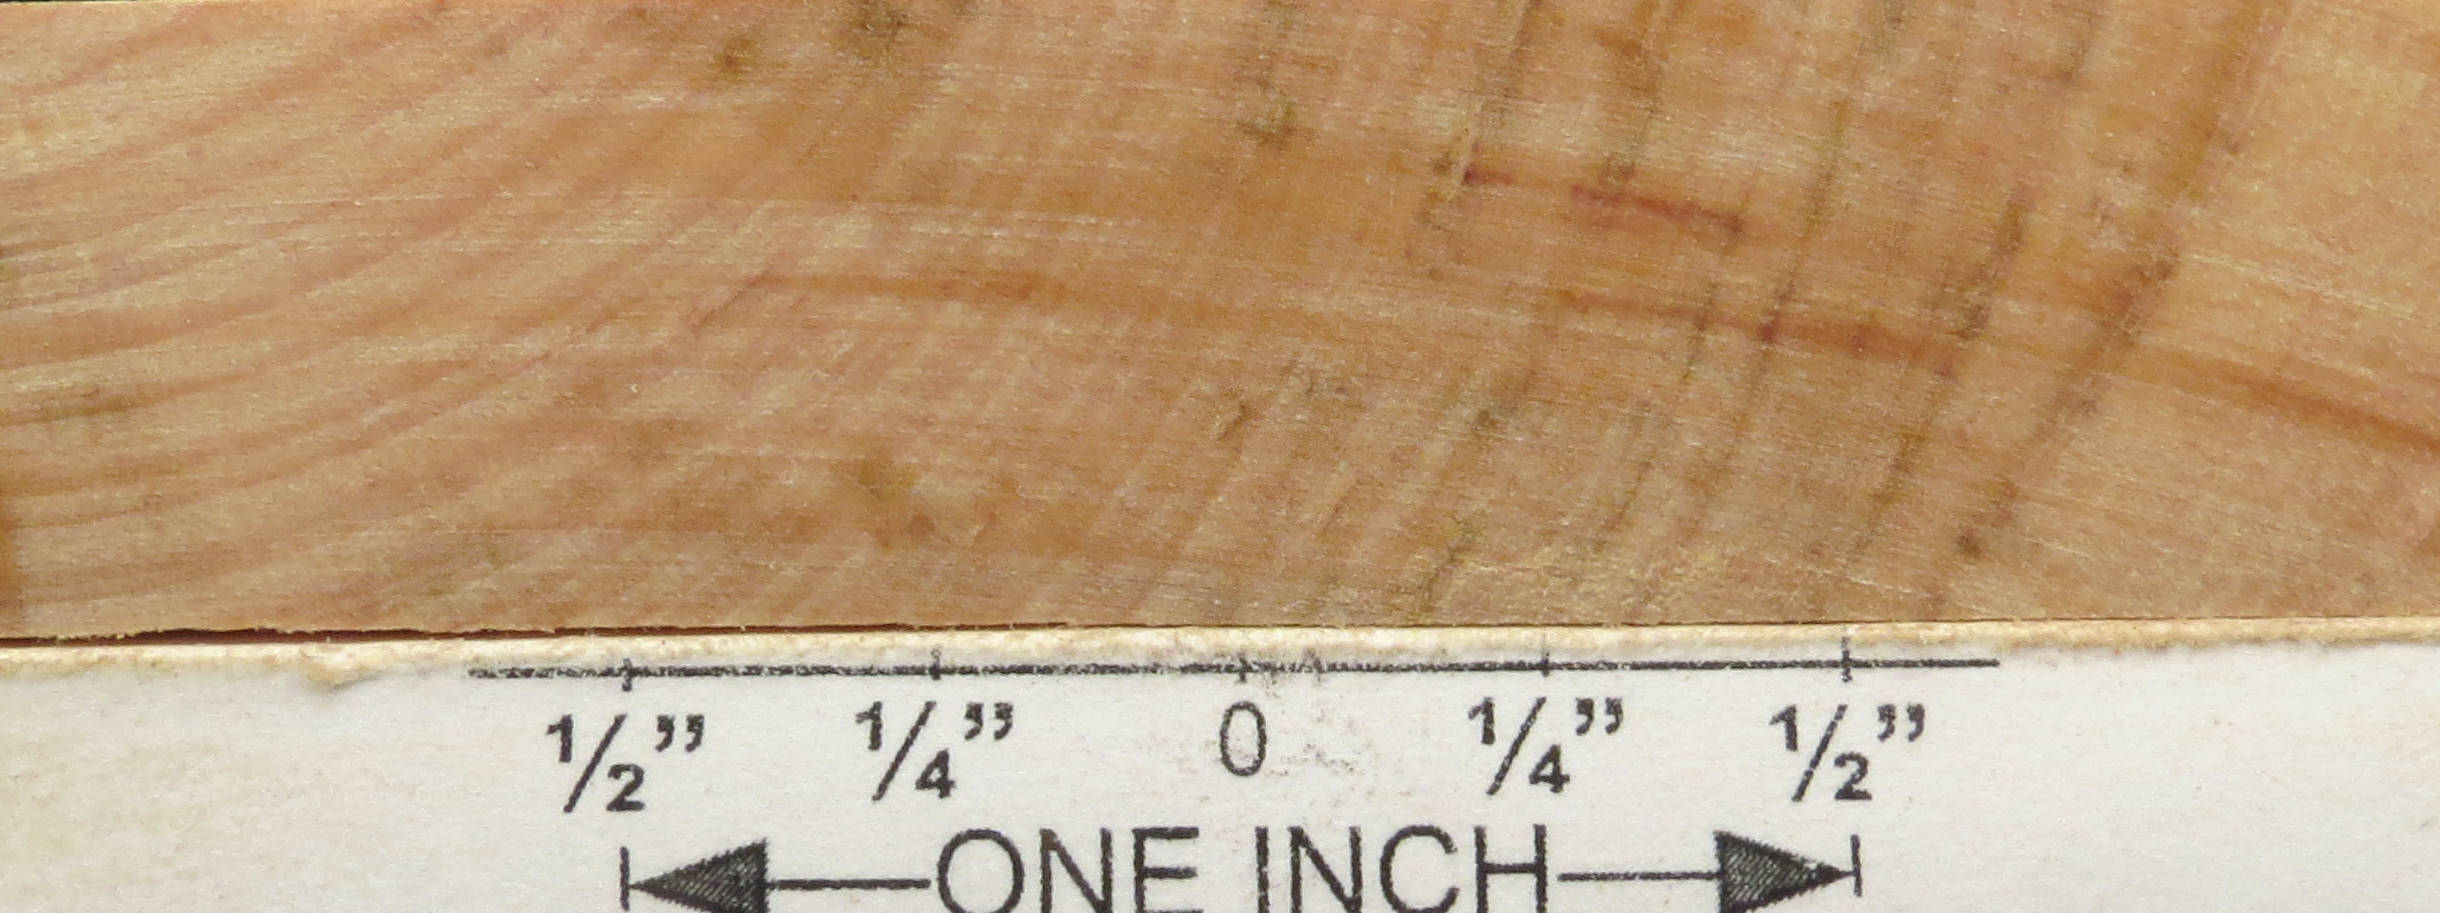 1/2” 1/4” 0 1/4” 1/2”
ONE INCH